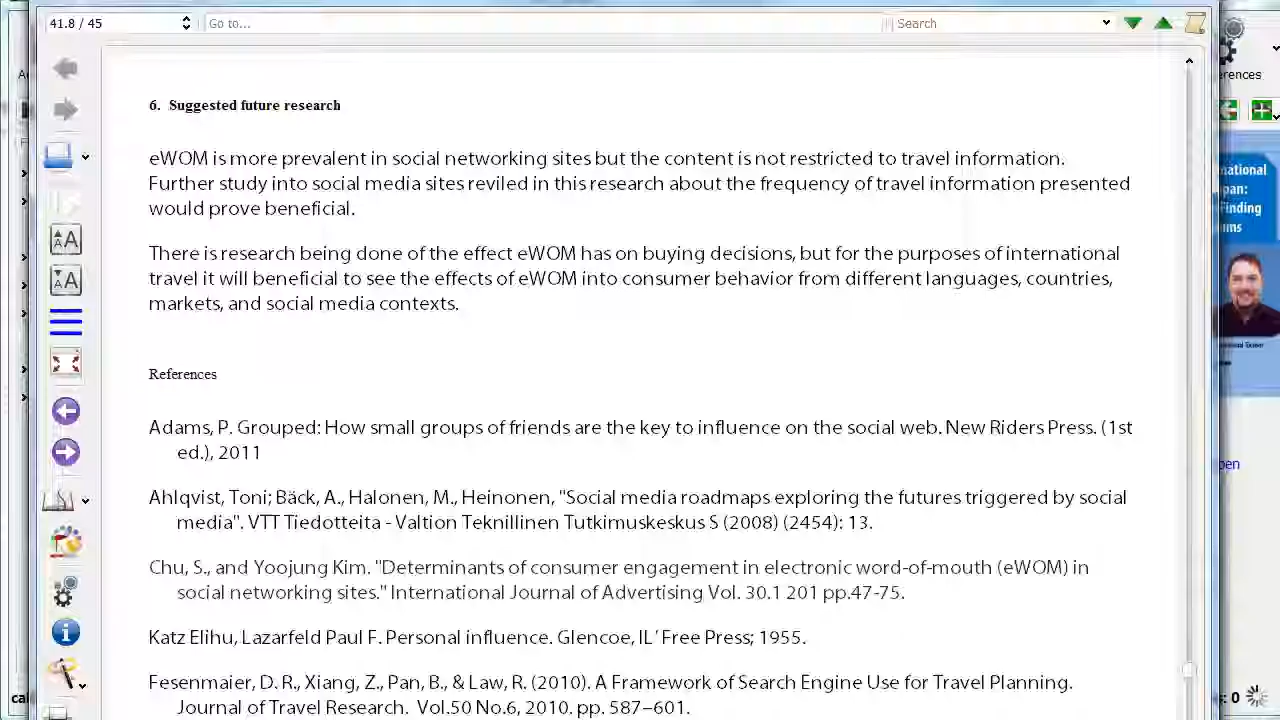 41.8 / 45
Go to...
Search
6. Suggested future research
eWOM is more prevalent in social networking sites but the content is not restricted to travel information.
Further study into social media sites reviled in this research about the frequency of travel information presented
would prove beneficial.
There is research being done of the effect eWOM has on buying decisions, but for the purposes of international
travel it will beneficial to see the effects of eWOM into consumer behavior from different languages, countries,
markets, and social media contexts.
References
Adams, P. Grouped: How small groups of friends are the key to influence on the social web. New Riders Press. (1st
ed.), 2011
Ahlqvist, Toni; Bäck, A., Halonen, M., Heinonen, "Social media roadmaps exploring the futures triggered by social
media". VTT Tiedotteita - Valtion Teknillinen Tutkimuskeskus S (2008) (2454): 13.
Chu, S., and Yoojung Kim. "Determinants of consumer engagement in electronic word-of-mouth (eWOM) in
social networking sites." International Journal of Advertising Vol. 30.1 201 pp.47-75.
Katz Elihu, Lazarfeld Paul F. Personal influence. Glencoe, IL ́ Free Press; 1955.
Fesenmaier, D. R., Xiang, Z., Pan, B., & Law, R. (2010). A Framework of Search Engine Use for Travel Planning.
Journal of Travel Research. Vol.50 No.6, 2010. pp. 587–601.
erences
national
pan:
Finding
ums
pen
cal
: 0